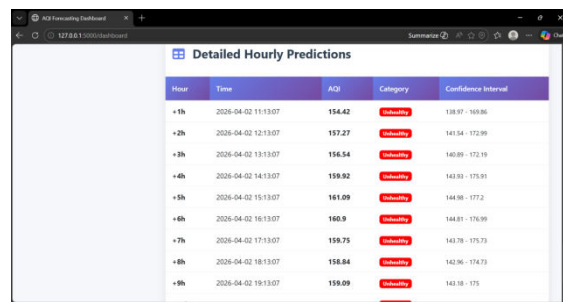 AQI Forecasting Dashboard
127.0.0.1:5000/dashboard
Summarize
Detailed Hourly Predictions
Hour Time AQI Category Confidence Interval
+1h 2026-04-02 11:13:07 154.42 Unhealthy 138.97 - 169.86
+2h 2026-04-02 12:13:07 157.27 Unhealthy 141.54 - 172.99
+3h 2026-04-02 13:13:07 156.54 Unhealthy 140.89 - 172.19
+4h 2026-04-02 14:13:07 159.92 Unhealthy 143.93 - 175.91
+5h 2026-04-02 15:13:07 161.09 Unhealthy 144.98 - 177.2
+6h 2026-04-02 16:13:07 160.9 Unhealthy 144.81 - 176.99
+7h 2026-04-02 17:13:07 159.75 Unhealthy 143.78 - 175.73
+8h 2026-04-02 18:13:07 158.84 Unhealthy 142.96 - 174.73
+9h 2026-04-02 19:13:07 159.09 Unhealthy 143.18 - 175